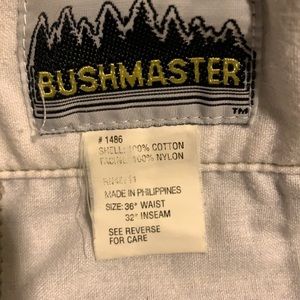 BUSHMASTER
TM
# 1486
SHELL: 100% COTTON
FACING: 100% NYLON
MADE IN PHILIPPINES
SIZE: 36" WAIST
32" INSEAM
SEE REVERSE
FOR CARE